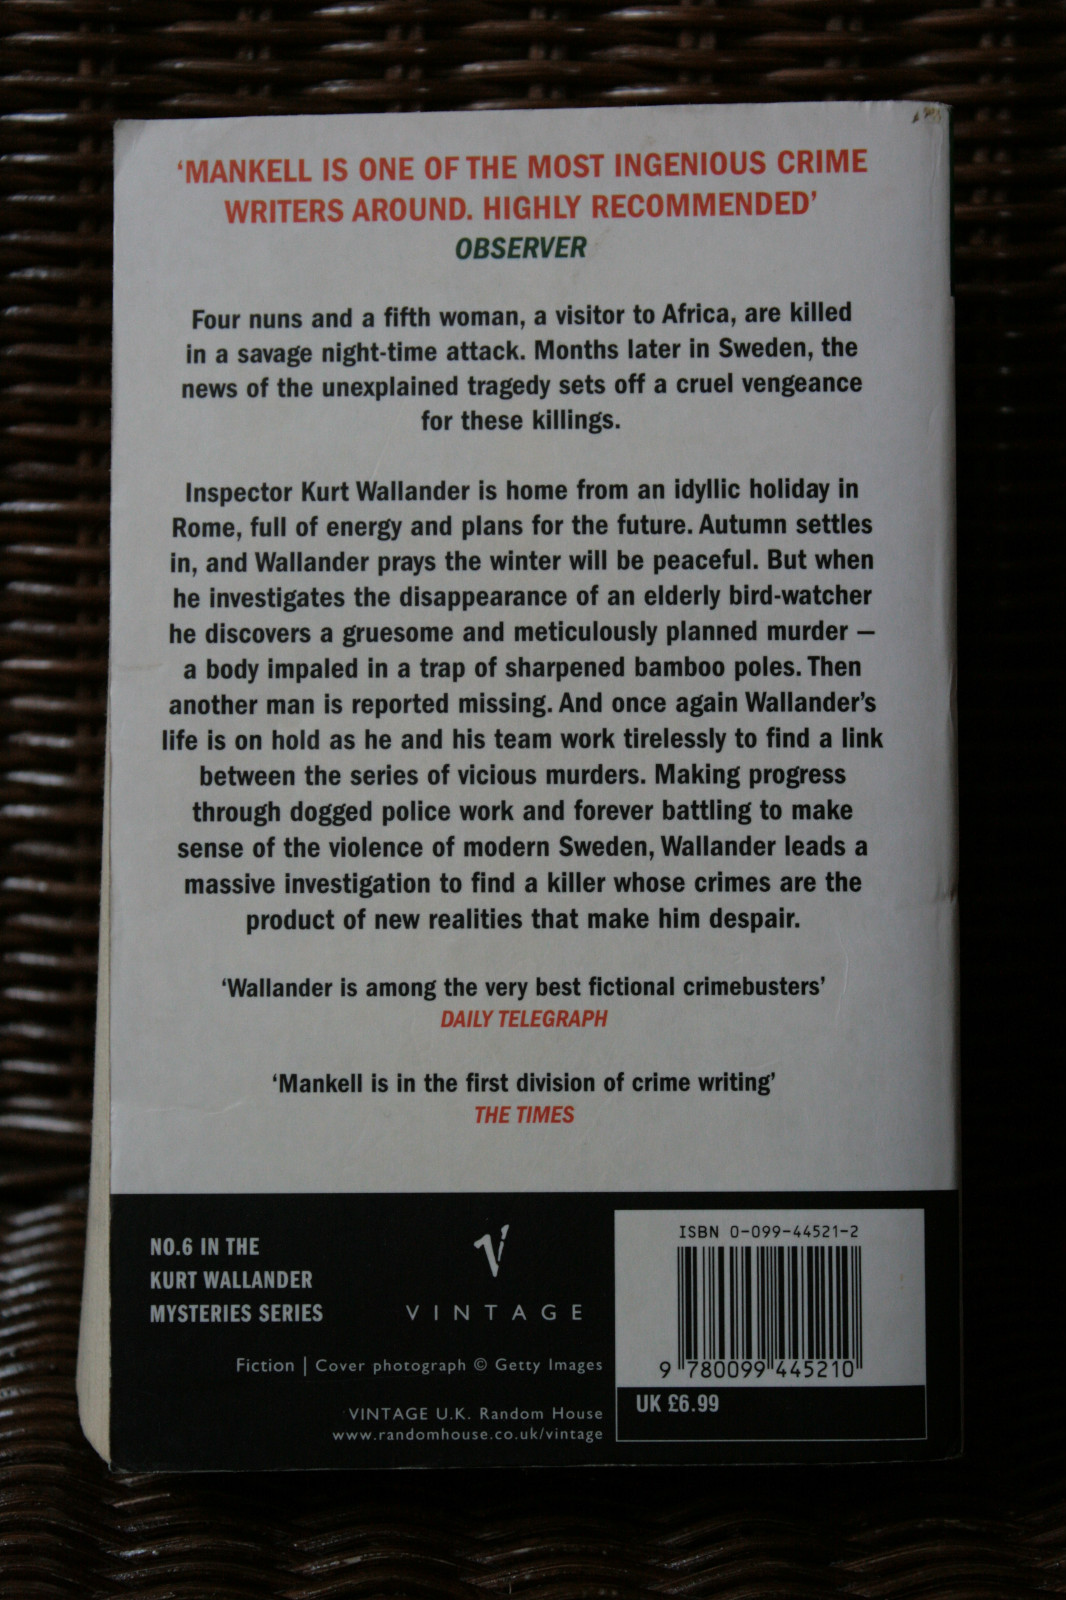 ‘MANKELL IS ONE OF THE MOST INGENIOUS CRIME
WRITERS AROUND. HIGHLY RECOMMENDED’
OBSERVER
Four nuns and a fifth woman, a visitor to Africa, are killed
in a savage night-time attack. Months later in Sweden, the
news of the unexplained tragedy sets off a cruel vengeance
for these killings.
Inspector Kurt Wallander is home from an idyllic holiday in
Rome, full of energy and plans for the future. Autumn settles
in, and Wallander prays the winter will be peaceful. But when
he investigates the disappearance of an elderly bird-watcher
he discovers a gruesome and meticulously planned murder —
a body impaled in a trap of sharpened bamboo poles. Then
another man is reported missing. And once again Wallander’s
life is on hold as he and his team work tirelessly to find a link
between the series of vicious murders. Making progress
through dogged police work and forever battling to make
sense of the violence of modern Sweden, Wallander leads a
massive investigation to find a killer whose crimes are the
product of new realities that make him despair.
‘Wallander is among the very best fictional crimebusters’
DAILY TELEGRAPH
‘Mankell is in the first division of crime writing’
THE TIMES
NO.6 IN THE
KURT WALLANDER
MYSTERIES SERIES
V
VINTAGE
Fiction | Cover photograph © Getty Images
VINTAGE U.K. Random House
www.randomhouse.co.uk/vintage
ISBN 0-099-44521-2
9 780099 445210
UK £6.99